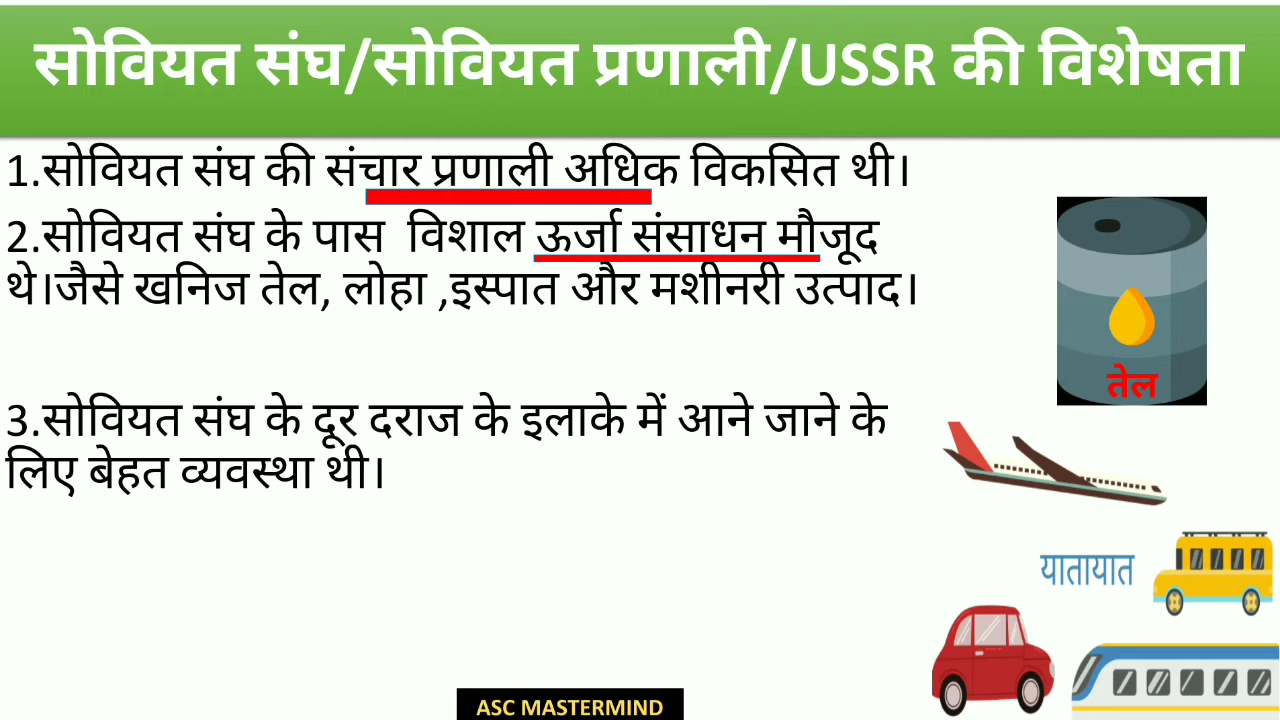 सोवियत संघ/सोवियत प्रणाली/USSR की विशेषता
1.सोवियत संघ की संचार प्रणाली अधिक विकसित थी।
2.सोवियत संघ के पास विशाल ऊर्जा संसाधन मौजूद
थे।जैसे खनिज तेल, लोहा ,इस्पात और मशीनरी उत्पाद।
तेल
3.सोवियत संघ के दूर दराज के इलाके में आने जाने के
लिए बेहत व्यवस्था थी।
यातायात
ASC MASTERMIND